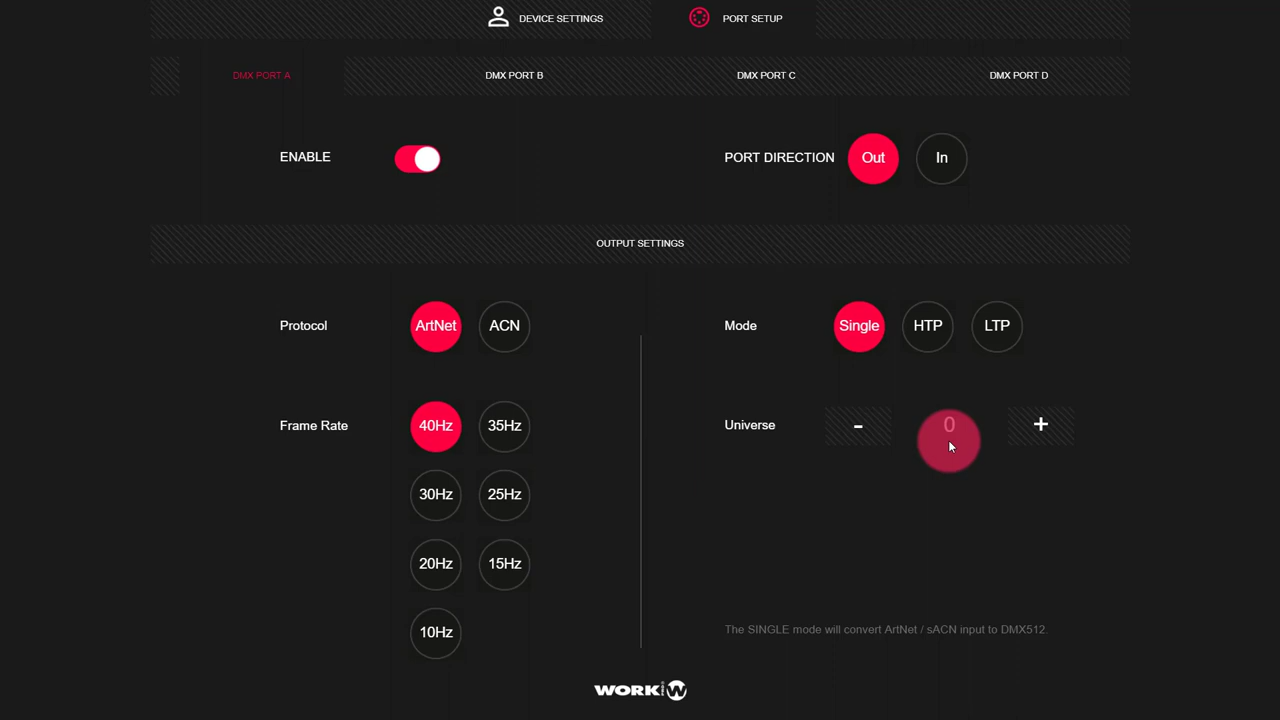 DEVICE SETTINGS
PORT SETUP
DMX PORT A
DMX PORT B
DMX PORT C
DMX PORT D
ENABLE
PORT DIRECTION
Out
In
OUTPUT SETTINGS
Protocol
ArtNet
ACN
Mode
Single
HTP
LTP
Frame Rate
40Hz
35Hz
30Hz
25Hz
20Hz
15Hz
10Hz
Universe
-
0
+
The SINGLE mode will convert ArtNet / sACN input to DMX512.
WORK